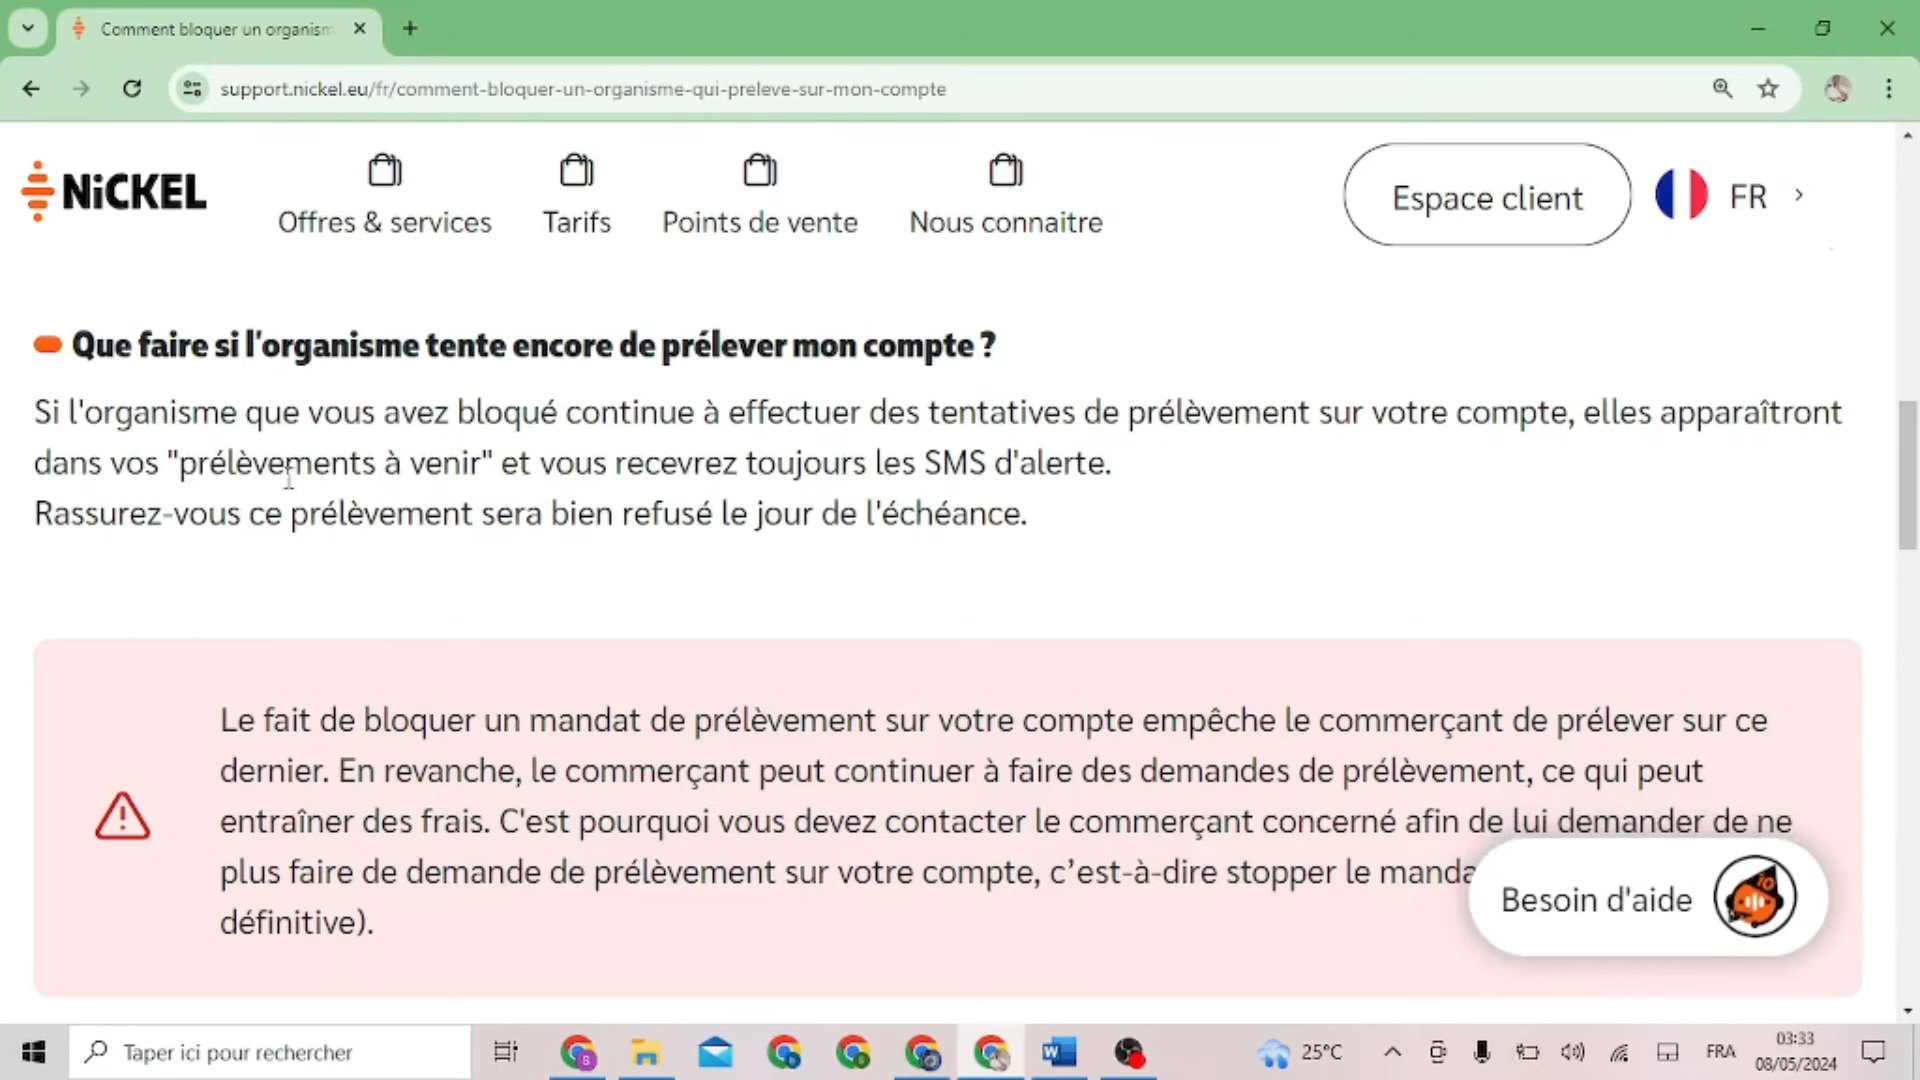 Comment bloquer un organism
support.nickel.eu/fr/comment-bloquer-un-organisme-qui-preleve-sur-mon-compte
NiCKEL
Offres & services
Tarifs
Points de vente
Nous connaitre
Espace client
FR
Que faire si l'organisme tente encore de prélever mon compte ?
Si l'organisme que vous avez bloqué continue à effectuer des tentatives de prélèvement sur votre compte, elles apparaîtront
dans vos "prélèvements à venir" et vous recevrez toujours les SMS d'alerte.
Rassurez-vous ce prélèvement sera bien refusé le jour de l'échéance.
Le fait de bloquer un mandat de prélèvement sur votre compte empêche le commerçant de prélever sur ce
dernier. En revanche, le commerçant peut continuer à faire des demandes de prélèvement, ce qui peut
entraîner des frais. C'est pourquoi vous devez contacter le commerçant concerné afin de lui demander de ne
plus faire de demande de prélèvement sur votre compte, c’est-à-dire stopper le manda
définitive).
Besoin d'aide
Taper ici pour rechercher
25°C
FRA
03:33
08/05/2024